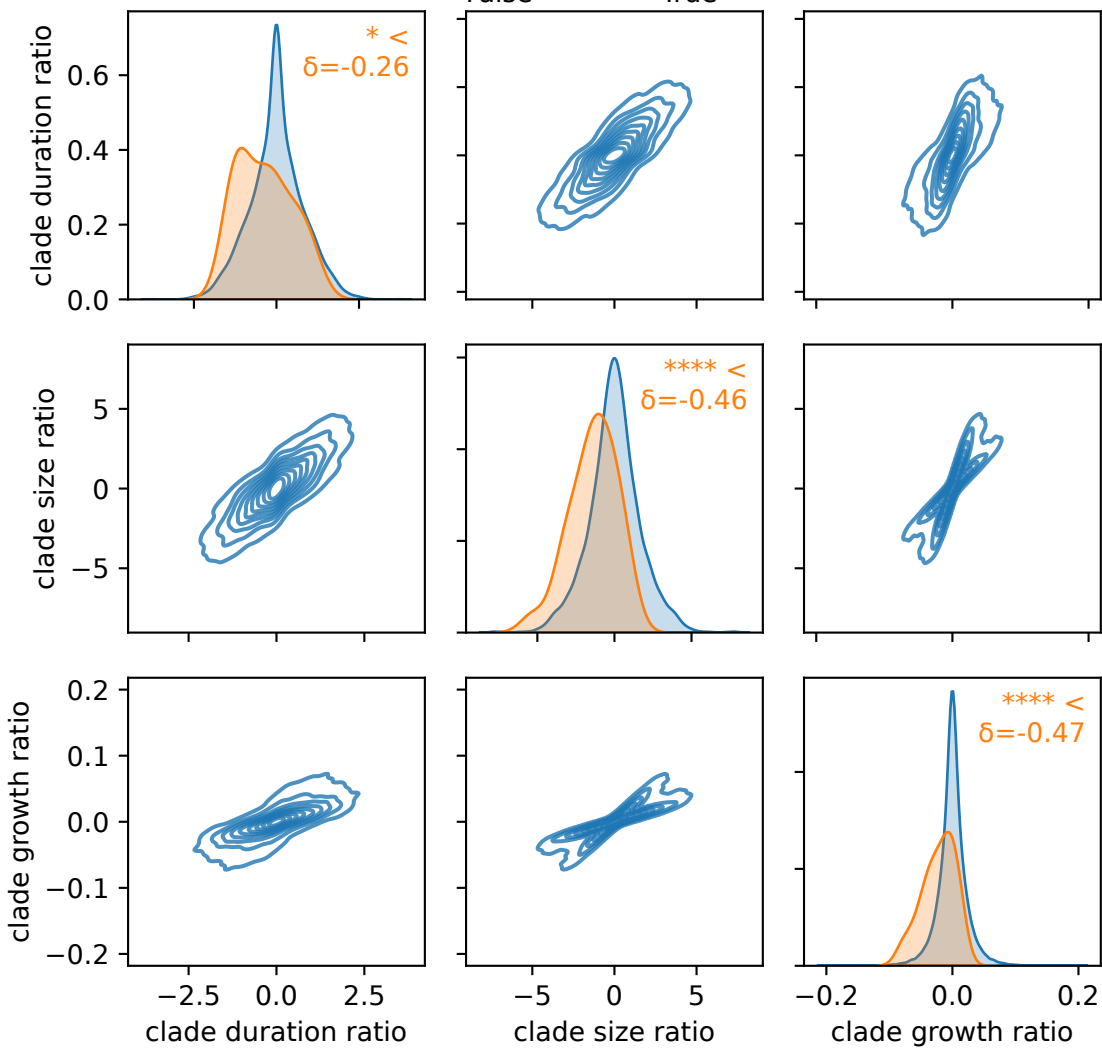 clade duration ratio
0.6
0.4
0.2
0.0
* <
δ=-0.26
clade size ratio
5
0
−5
**** <
δ=-0.46
clade growth ratio
0.2
0.1
0.0
−0.1
−0.2
**** <
δ=-0.47
−2.5 0.0 2.5
−5 0 5
−0.2 0.0 0.2
clade duration ratio
clade size ratio
clade growth ratio